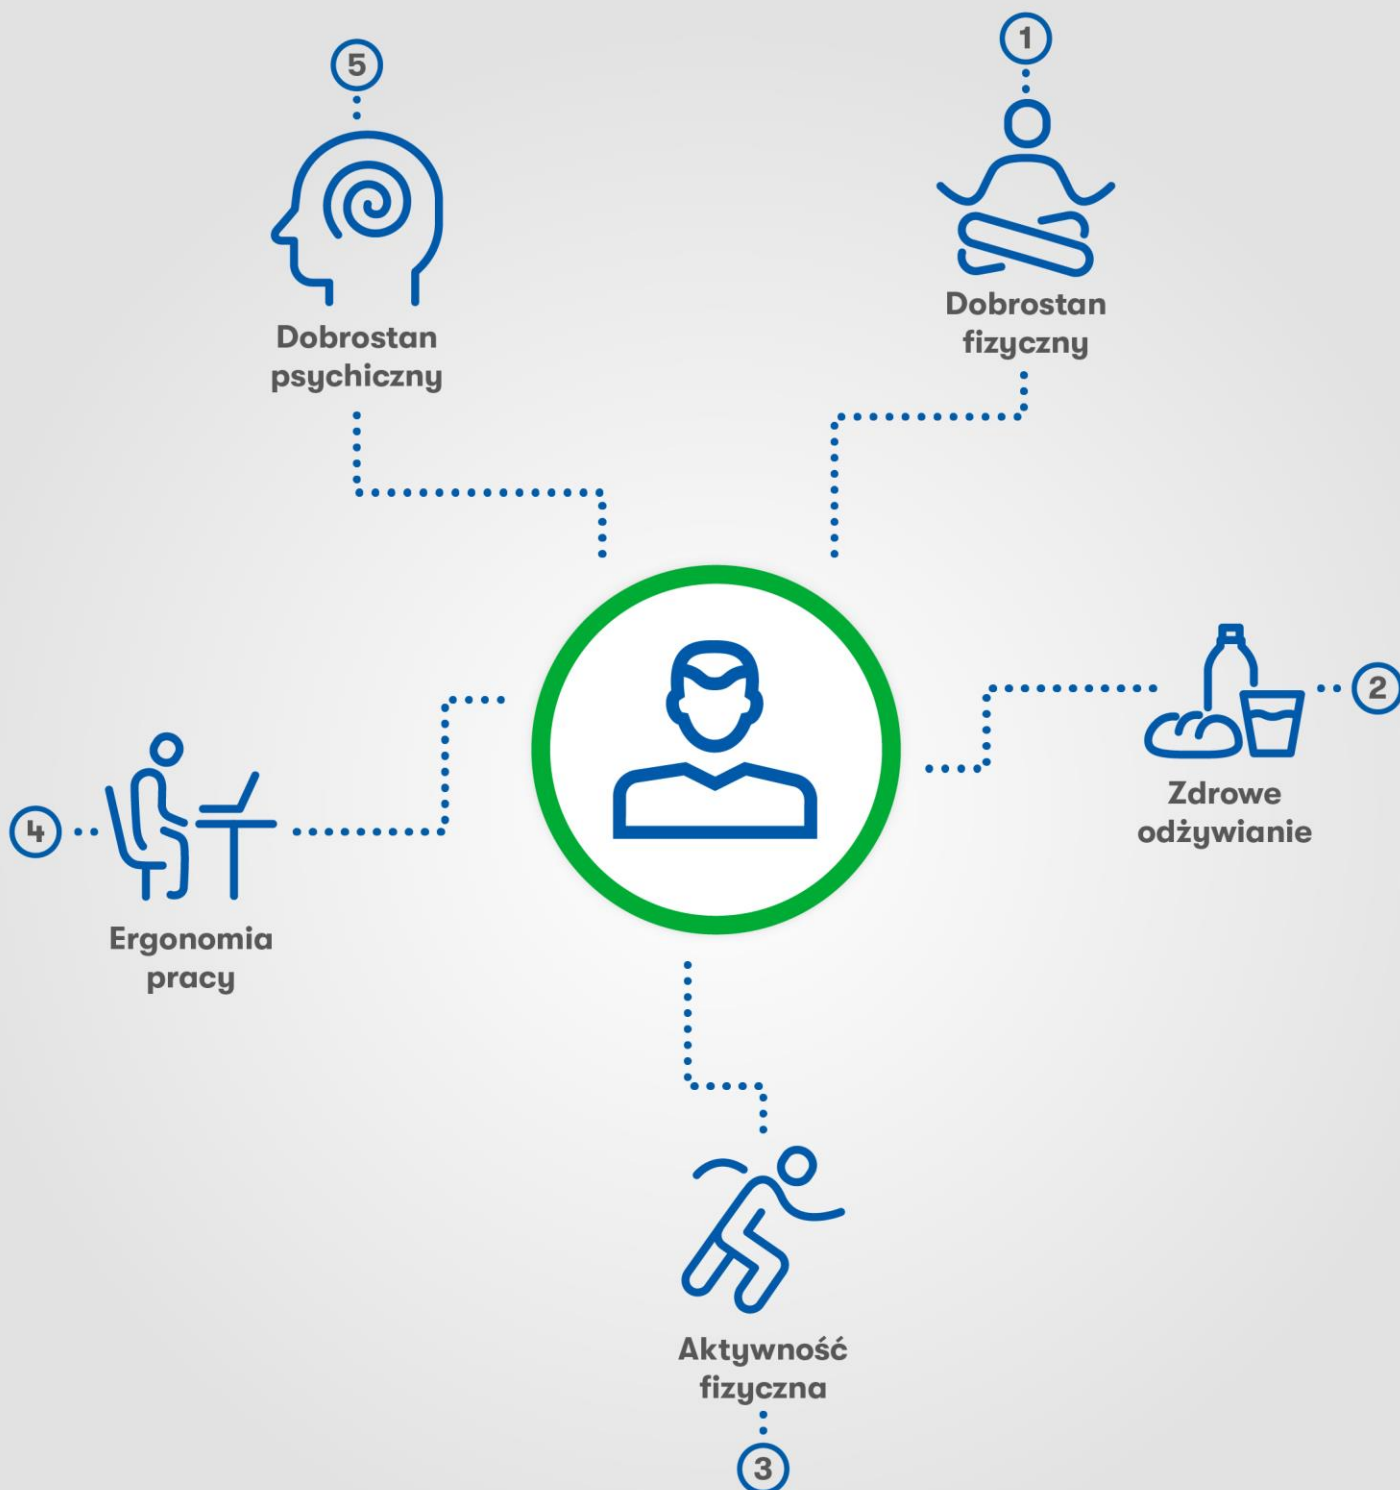 1
Dobrostan
fizyczny
2
Zdrowe
odżywianie
3
Aktywność
fizyczna
4
Ergonomia
pracy
5
Dobrostan
psychiczny